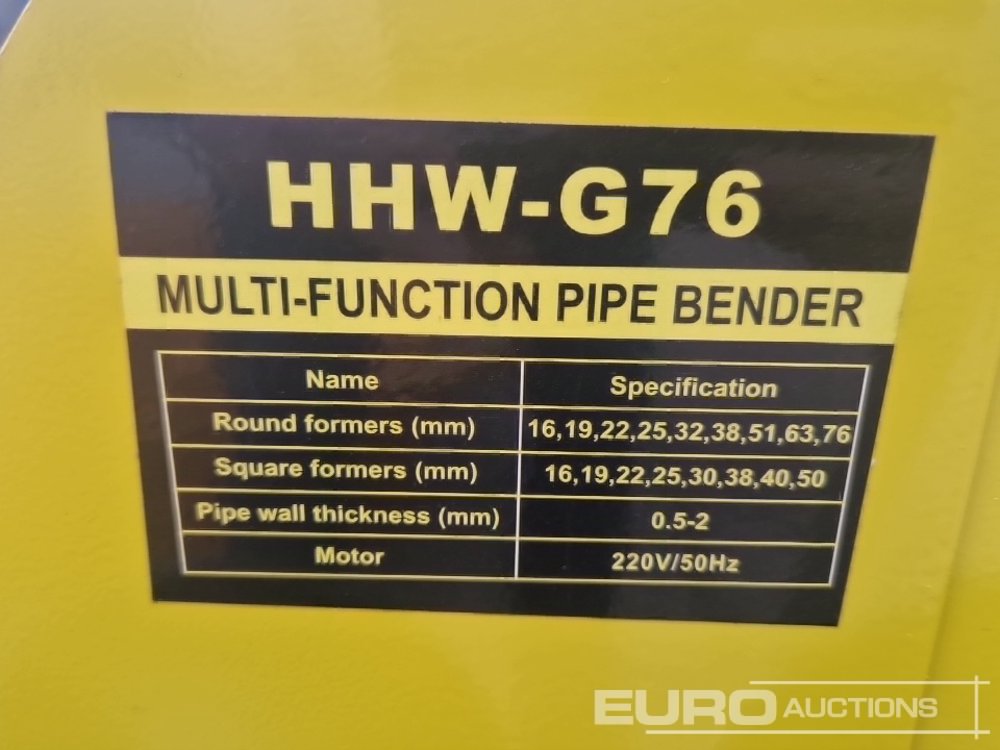 HHW-G76
MULTI-FUNCTION PIPE BENDER
Name Specification
Round formers (mm) 16,19,22,25,32,38,51,63,76
Square formers (mm) 16,19,22,25,30,38,40,50
Pipe wall thickness (mm) 0.5-2
Motor 220V/50Hz
EURO AUCTIONS